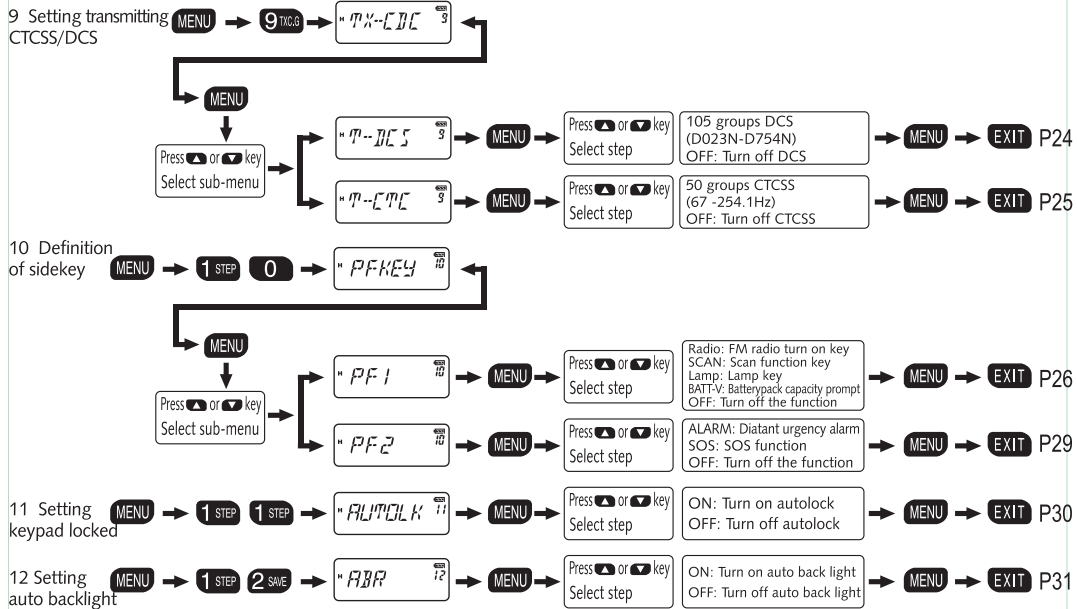 9 Setting transmitting
CTCSS/DCS
MENU
9 TXC.G
H TX-CDC 9
MENU
Press or key
Select sub-menu
H T--DCS 9
MENU
Press or key
Select step
105 groups DCS
(D023N-D754N)
OFF: Turn off DCS
MENU
EXIT
P24
H T--CTC 9
MENU
Press or key
Select step
50 groups CTCSS
(67 -254.1Hz)
OFF: Turn off CTCSS
MENU
EXIT
P25
10 Definition
of sidekey
MENU
1 STEP
0
H PFKEY 10
MENU
Press or key
Select sub-menu
H PF1 10
MENU
Press or key
Select step
Radio: FM radio turn on key
SCAN: Scan function key
Lamp: Lamp key
BATT-V: Batterypack capacity prompt
OFF: Turn off the function
MENU
EXIT
P26
H PF2 10
MENU
Press or key
Select step
ALARM: Diatant urgency alarm
SOS: SOS function
OFF: Turn off the function
MENU
EXIT
P29
11 Setting
keypad locked
MENU
1 STEP
1 STEP
H AUTOLK 11
MENU
Press or key
Select step
ON: Turn on autolock
OFF: Turn off autolock
MENU
EXIT
P30
12 Setting
auto backlight
MENU
1 STEP
2 SAVE
H ABR 12
MENU
Press or key
Select step
ON: Turn on auto back light
OFF: Turn off auto back light
MENU
EXIT
P31